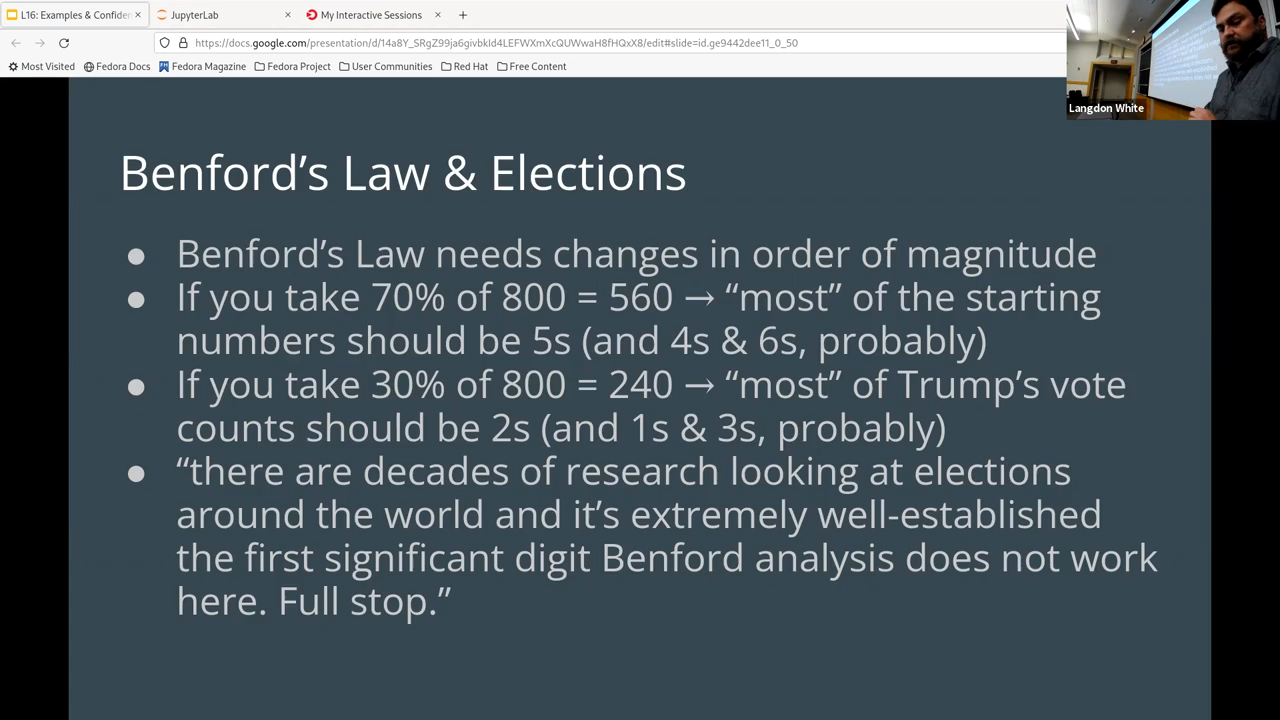 L16: Examples & Confiden
JupyterLab
My Interactive Sessions
https://docs.google.com/presentation/d/14a8Y_SRgZ99ja6givbkId4LEFWXmXcQUWwaH8fHQxX8/edit#slide=id.ge9442dee11_0_50
Most Visited Fedora Docs Fedora Magazine Fedora Project User Communities Red Hat Free Content
Langdon White
Benford’s Law & Elections
● Benford’s Law needs changes in order of magnitude
● If you take 70% of 800 = 560 → “most” of the starting
numbers should be 5s (and 4s & 6s, probably)
● If you take 30% of 800 = 240 → “most” of Trump’s vote
counts should be 2s (and 1s & 3s, probably)
● “there are decades of research looking at elections
around the world and it’s extremely well-established
the first significant digit Benford analysis does not work
here. Full stop.”